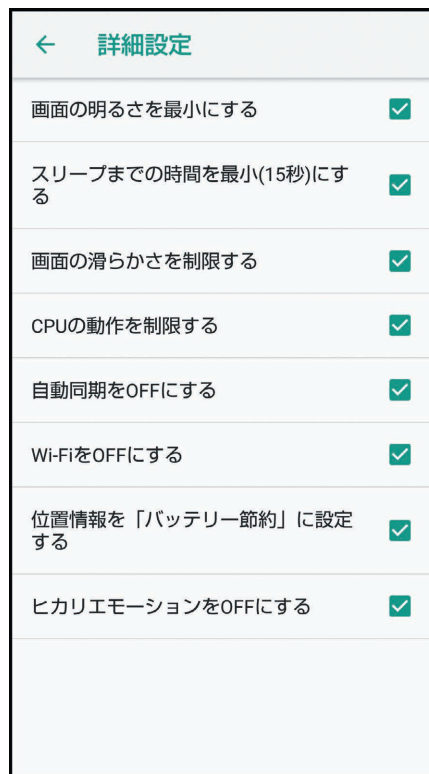 詳細設定
画面の明るさを最小にする
スリープまでの時間を最小(15秒)にす
る
画面の滑らかさを制限する
CPUの動作を制限する
自動同期をOFFにする
Wi-FiをOFFにする
位置情報を「バッテリー節約」に設定
する
ヒカリエモーションをOFFにする